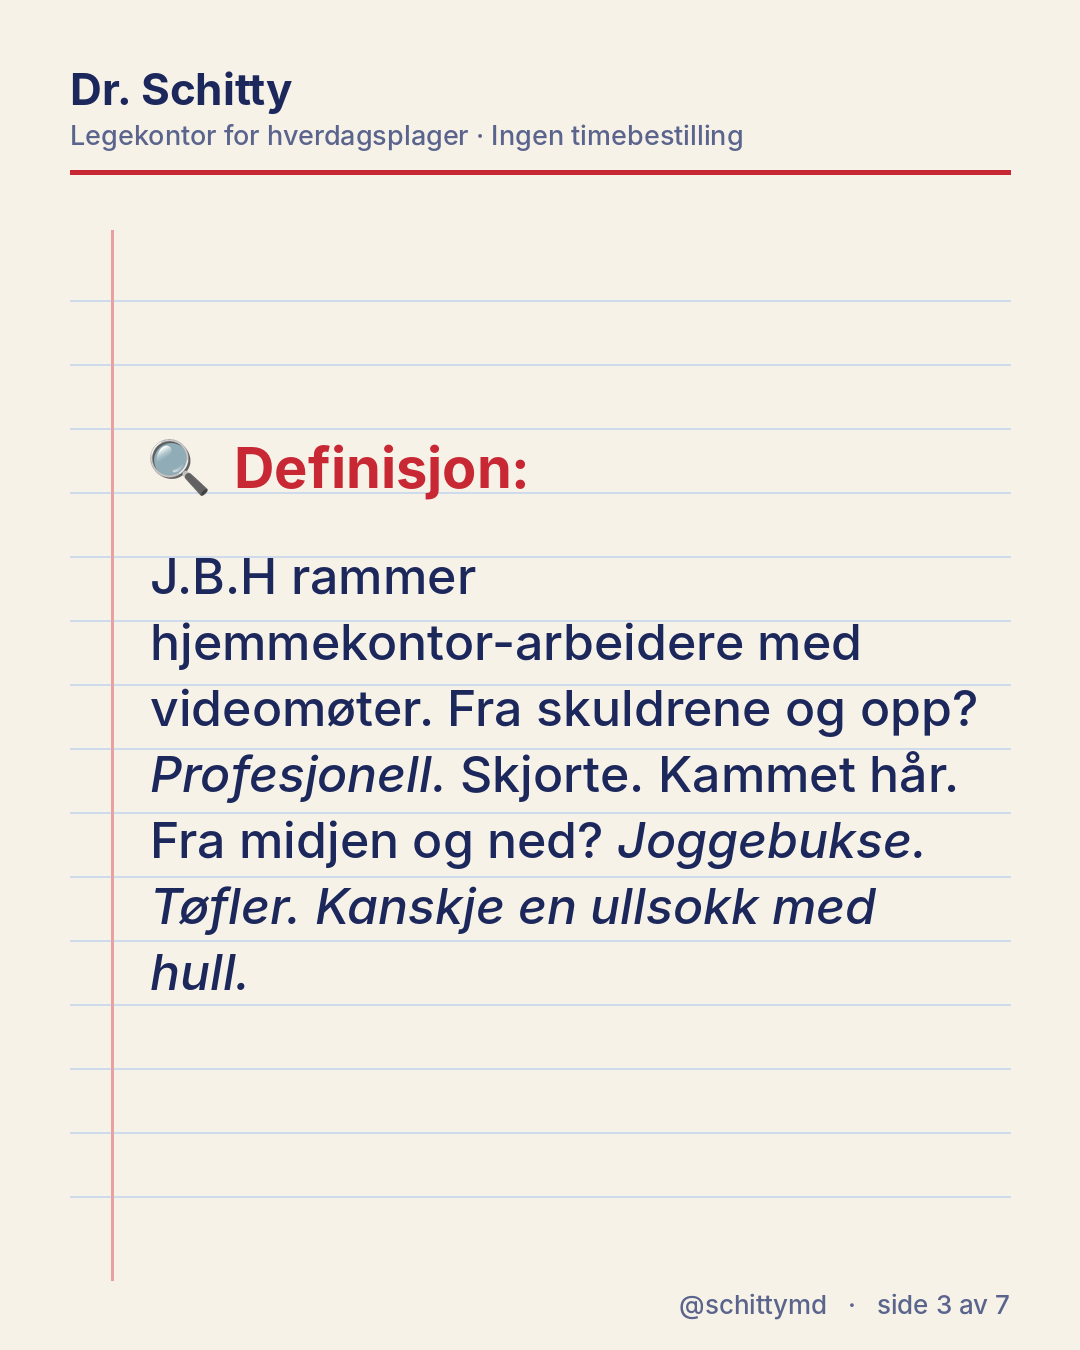 Dr. Schitty
Legekontor for hverdagsplager · Ingen timebestilling
🔍 Definisjon:
J.B.H rammer
hjemmekontor-arbeidere med
videomøter. Fra skuldrene og opp?
Profesjonell. Skjorte. Kammet hår.
Fra midjen og ned? Joggebukse.
Tøfler. Kanskje en ullsokk med
hull.
@schittymd · side 3 av 7